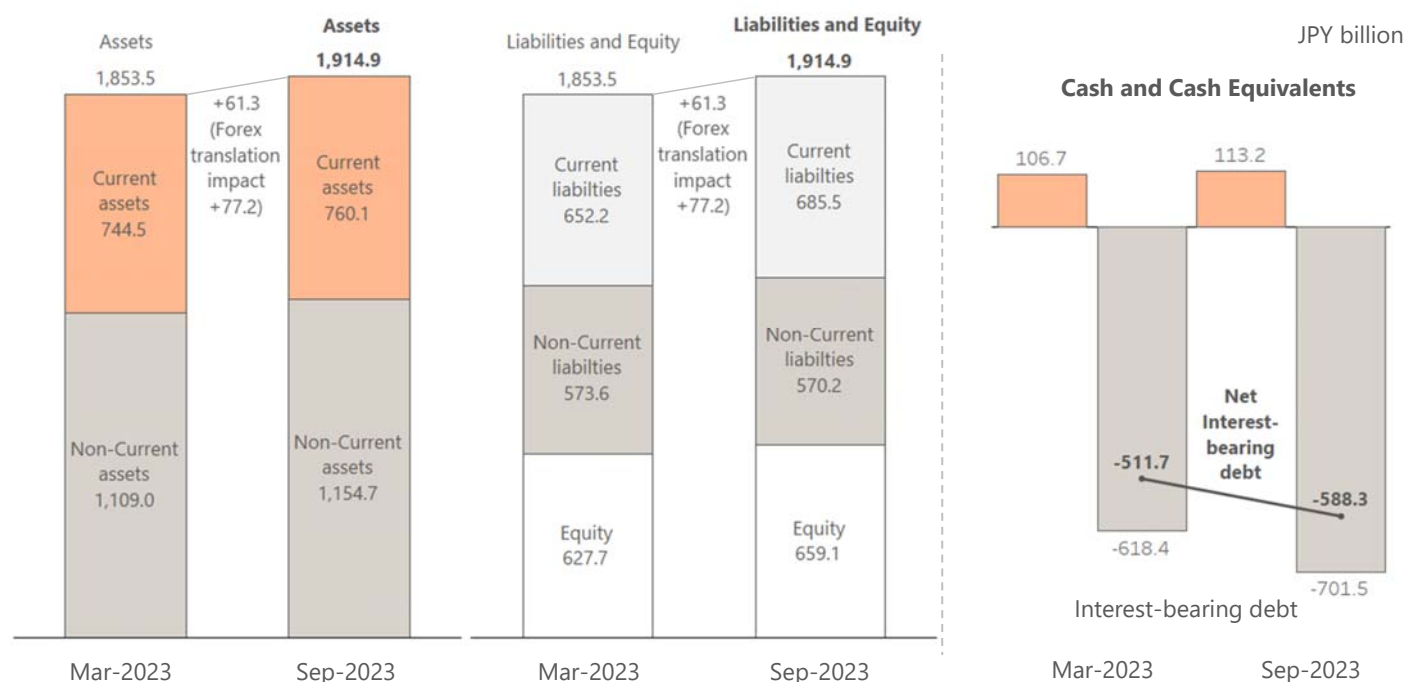 JPY billion
Assets
1,853.5
Assets
1,914.9
+61.3
(Forex
translation
impact
+77.2)
Current
assets
744.5
Current
assets
760.1
Non-Current
assets
1,109.0
Non-Current
assets
1,154.7
Mar-2023
Sep-2023
Liabilities and Equity
1,853.5
Liabilities and Equity
1,914.9
+61.3
(Forex
translation
impact
+77.2)
Current
liabilties
652.2
Current
liabilties
685.5
Non-Current
liabilties
573.6
Non-Current
liabilties
570.2
Equity
627.7
Equity
659.1
Mar-2023
Sep-2023
Cash and Cash Equivalents
106.7
113.2
Net
Interest-
bearing
debt
-511.7
-588.3
-618.4
-701.5
Interest-bearing debt
Mar-2023
Sep-2023